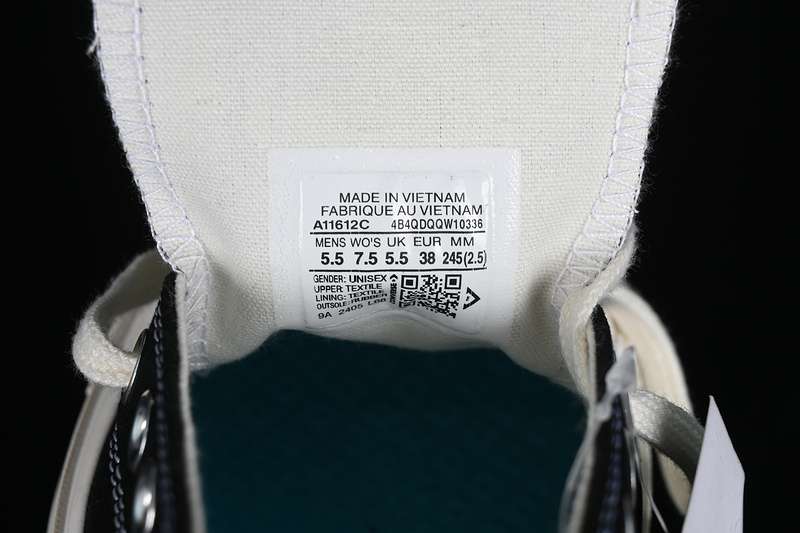 MADE IN VIETNAM
FABRIQUE AU VIETNAM
A11612C 4B4QDQQW10336
MENS WO'S UK EUR MM
5.5 7.5 5.5 38 245(2.5)
GENDER: UNISEX
UPPER: TEXTILE
LINING: TEXTILE
OUTSOLE: RUBBER
9A 2405